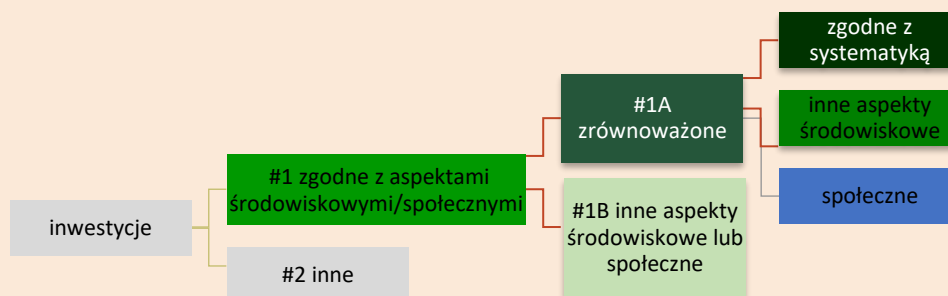 inwestycje
#1 zgodne z aspektami
środowiskowymi/społecznymi
#2 inne
#1A
zrównoważone
#1B inne aspekty
środowiskowe lub
społeczne
zgodne z
systematyką
inne aspekty
środowiskowe
społeczne